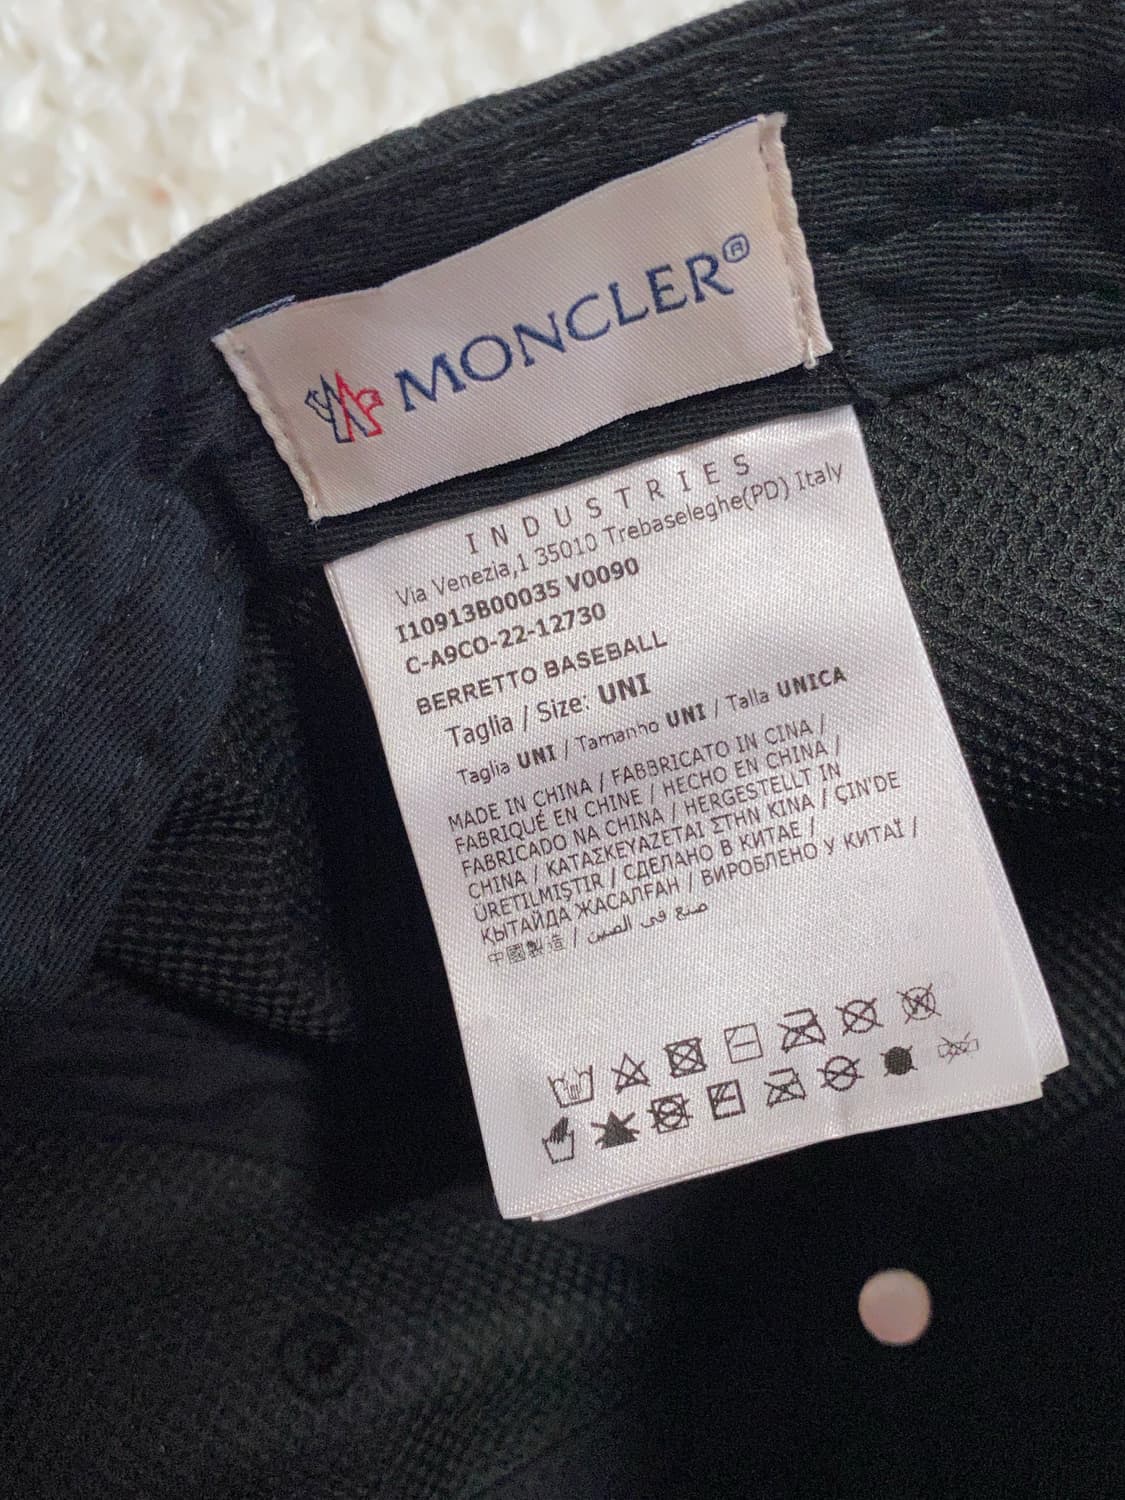 MONCLER®
INDUSTRIES
Via Venezia,1 35010 Trebaseleghe(PD) Italy
I10913B00035 V0090
C-A9CO-22-12730
BERRETTO BASEBALL
Taglia / Size: UNI
Taglia UNI / Tamanho UNI / Talla UNICA
MADE IN CHINA / FABBRICATO IN CINA /
FABRIQUÉ EN CHINE / HECHO EN CHINA /
FABRICADO NA CHINA / HERGESTELLT IN
CHINA / ΚΑΤΑΣΚΕΥΑΖΕΤΑΙ ΣΤΗΝ ΚΙΝΑ / ÇIN'DE
ÜRETILMIŞTIR / СДЕЛАНО В КИТАЕ /
ҚЫТАЙДА ЖАСАЛҒАН / ВИРОБЛЕНО У КИТАЇ /
中國製造 / صنع في الصين